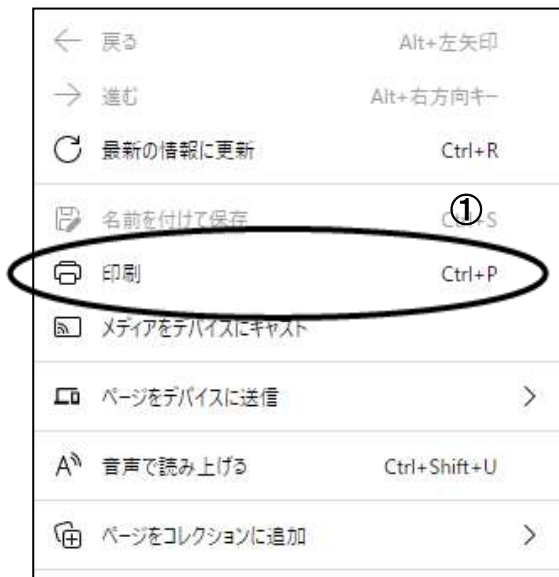 戻る Alt+左矢印
進む Alt+右方向キー
最新の情報に更新 Ctrl+R
①
名前を付けて保存 Ctrl+S
印刷 Ctrl+P
メディアをデバイスにキャスト
ページをデバイスに送信
音声で読み上げる Ctrl+Shift+U
ページをコレクションに追加